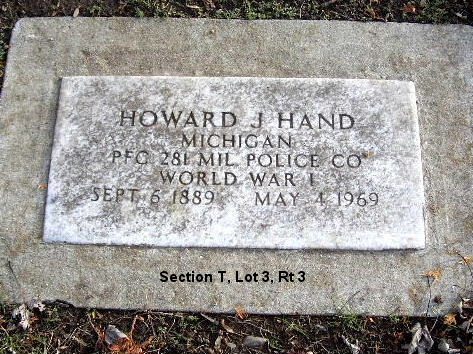 HOWARD J HAND
MICHIGAN
PFC 281 MIL POLICE CO
WORLD WAR I
SEPT 6 1889 MAY 4 1969
Section T, Lot 3, Rt 3